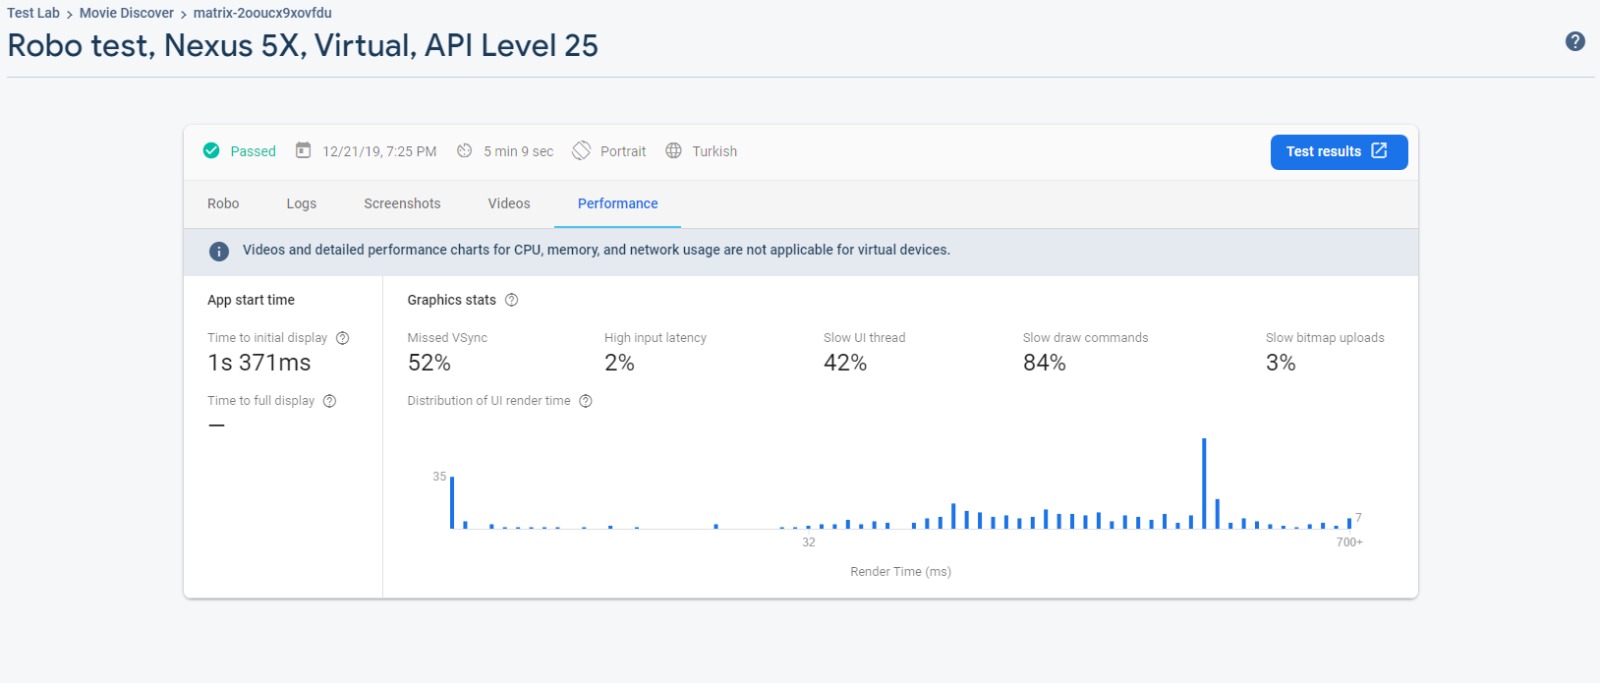 Test Lab > Movie Discover > matrix-2ooucx9xovfdu
Robo test, Nexus 5X, Virtual, API Level 25
Passed 12/21/19, 7:25 PM 5 min 9 sec Portrait Turkish Test results
Robo Logs Screenshots Videos Performance
Videos and detailed performance charts for CPU, memory, and network usage are not applicable for virtual devices.
App start time
Time to initial display
1s 371ms
Time to full display
—
Graphics stats
Missed VSync High input latency Slow UI thread Slow draw commands Slow bitmap uploads
52% 2% 42% 84% 3%
Distribution of UI render time
35
7
32 700+
Render Time (ms)